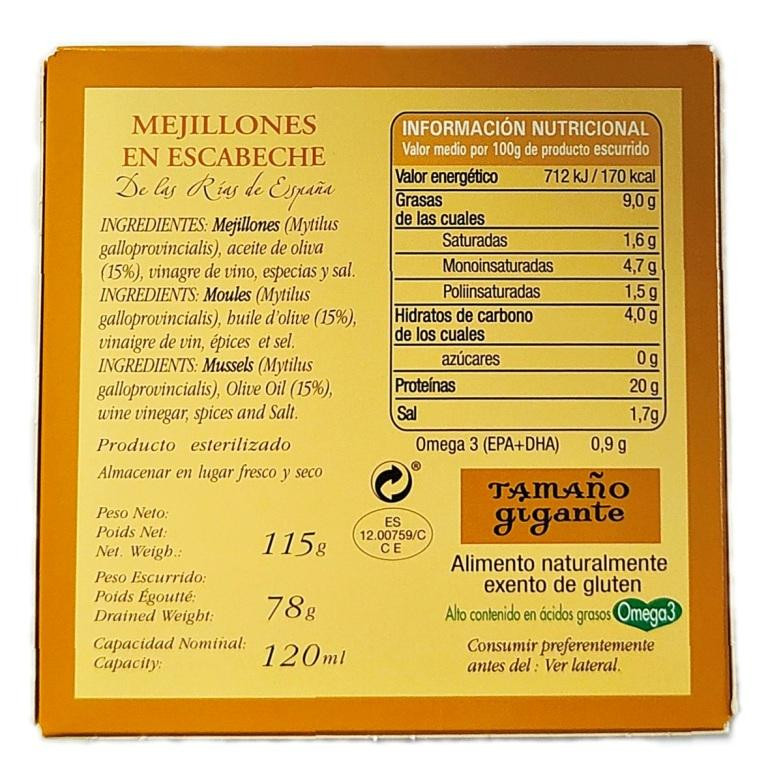 MEJILLONES
EN ESCABECHE
De las Rías de España
INGREDIENTES: Mejillones (Mytilus
galloprovincialis), aceite de oliva
(15%), vinagre de vino, especias y sal.
INGREDIENTS: Moules (Mytilus
galloprovincialis), huile d'olive (15%),
vinaigre de vin, épices et sel.
INGREDIENTS: Mussels (Mytilus
galloprovincialis), Olive Oil (15%),
wine vinegar, spices and Salt.
Producto esterilizado
Almacenar en lugar fresco y seco
Peso Neto:
Poids Net:
Net. Weigh.: 115g
Peso Escurrido:
Poids Égoutté:
Drained Weight: 78g
Capacidad Nominal:
Capacity: 120ml
INFORMACIÓN NUTRICIONAL
Valor medio por 100g de producto escurrido
Valor energético 712 kJ / 170 kcal
Grasas 9,0 g
de las cuales
Saturadas 1,6 g
Monoinsaturadas 4,7 g
Poliinsaturadas 1,5 g
Hidratos de carbono 4,0 g
de los cuales
azúcares 0 g
Proteínas 20 g
Sal 1,7g
Omega 3 (EPA+DHA) 0,9 g
®
ES
12.00759/C
C E
TAMAÑO
gigante
Alimento naturalmente
exento de gluten
Alto contenido en ácidos grasos Omega3
Consumir preferentemente
antes del : Ver lateral.